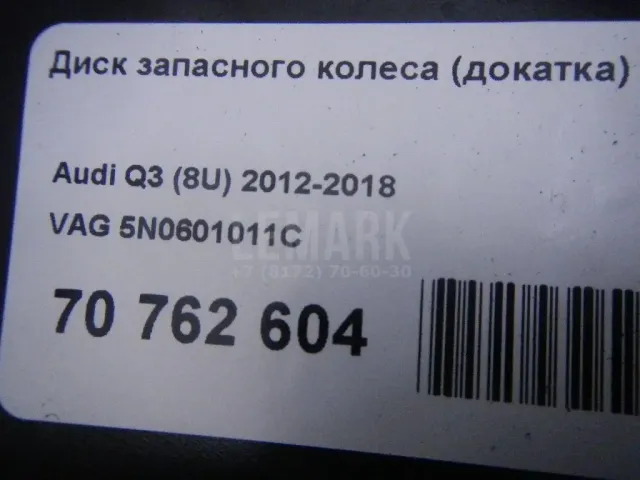 Диск запасного колеса (докатка)
Audi Q3 (8U) 2012-2018
VAG 5N0601011C
LEMARK
+7 (8172) 70-60-30
70 762 604